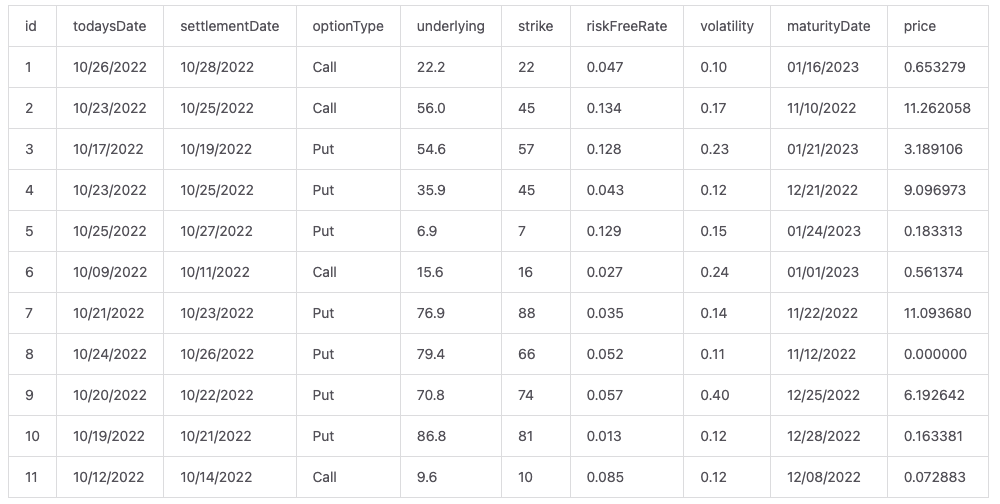 id todaysDate settlementDate optionType underlying strike riskFreeRate volatility maturityDate price
1 10/26/2022 10/28/2022 Call 22.2 22 0.047 0.10 01/16/2023 0.653279
2 10/23/2022 10/25/2022 Call 56.0 45 0.134 0.17 11/10/2022 11.262058
3 10/17/2022 10/19/2022 Put 54.6 57 0.128 0.23 01/21/2023 3.189106
4 10/23/2022 10/25/2022 Put 35.9 45 0.043 0.12 12/21/2022 9.096973
5 10/25/2022 10/27/2022 Put 6.9 7 0.129 0.15 01/24/2023 0.183313
6 10/09/2022 10/11/2022 Call 15.6 16 0.027 0.24 01/01/2023 0.561374
7 10/21/2022 10/23/2022 Put 76.9 88 0.035 0.14 11/22/2022 11.093680
8 10/24/2022 10/26/2022 Put 79.4 66 0.052 0.11 11/12/2022 0.000000
9 10/20/2022 10/22/2022 Put 70.8 74 0.057 0.40 12/25/2022 6.192642
10 10/19/2022 10/21/2022 Put 86.8 81 0.013 0.12 12/28/2022 0.163381
11 10/12/2022 10/14/2022 Call 9.6 10 0.085 0.12 12/08/2022 0.072883